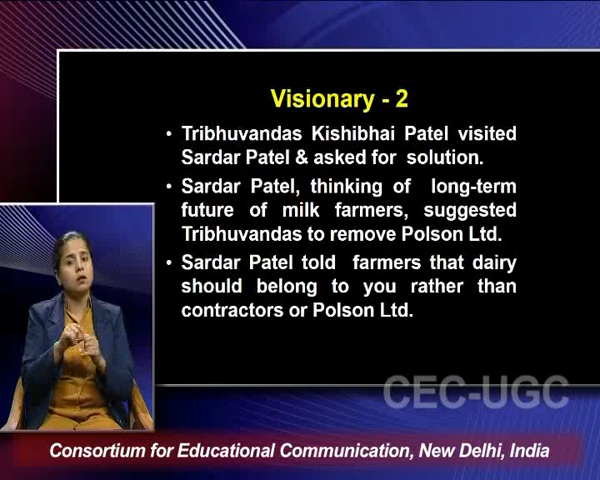 Visionary - 2
• Tribhuvandas Kishibhai Patel visited
Sardar Patel & asked for solution.
• Sardar Patel, thinking of long-term
future of milk farmers, suggested
Tribhuvandas to remove Polson Ltd.
• Sardar Patel told farmers that dairy
should belong to you rather than
contractors or Polson Ltd.
CEC-UGC
Consortium for Educational Communication, New Delhi, India